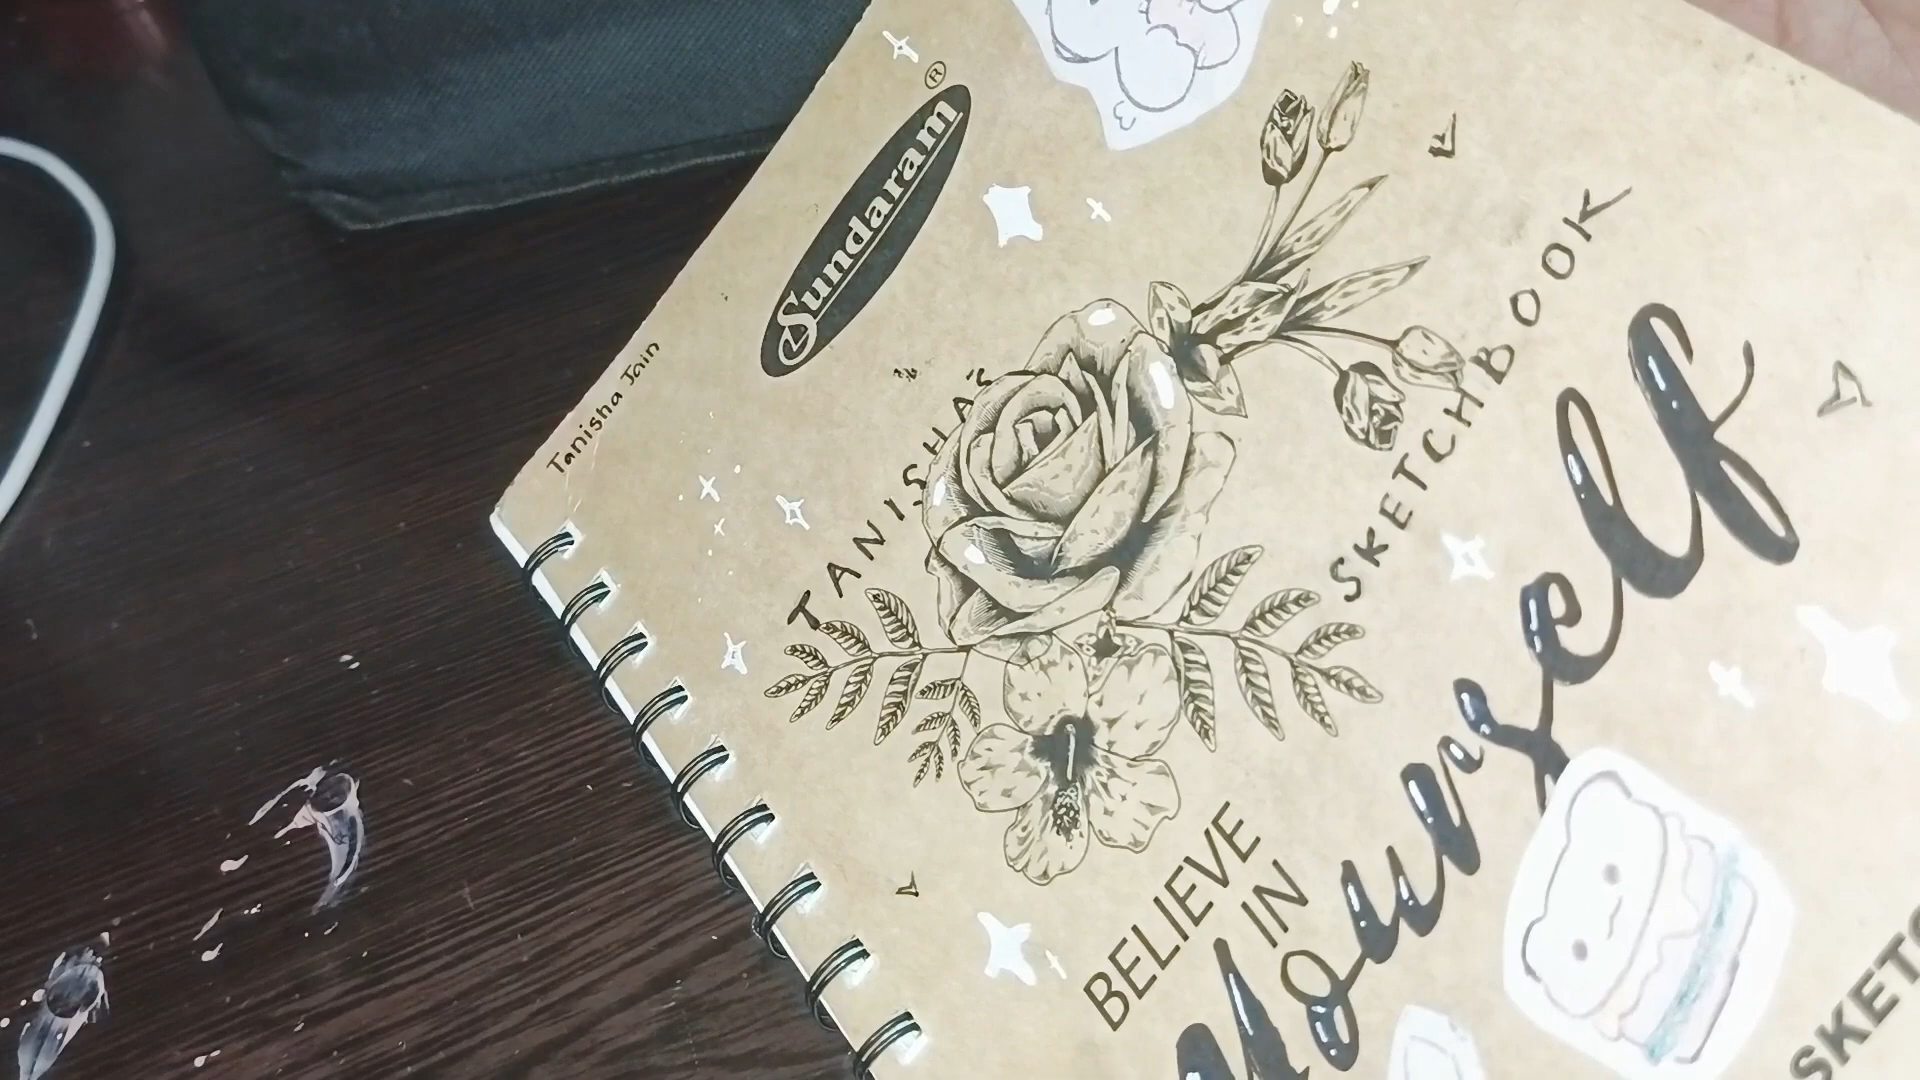 Sundaram®
Tanisha Jain
TANISHA'S
SKETCHBOOK
BELIEVE
IN
Yourself